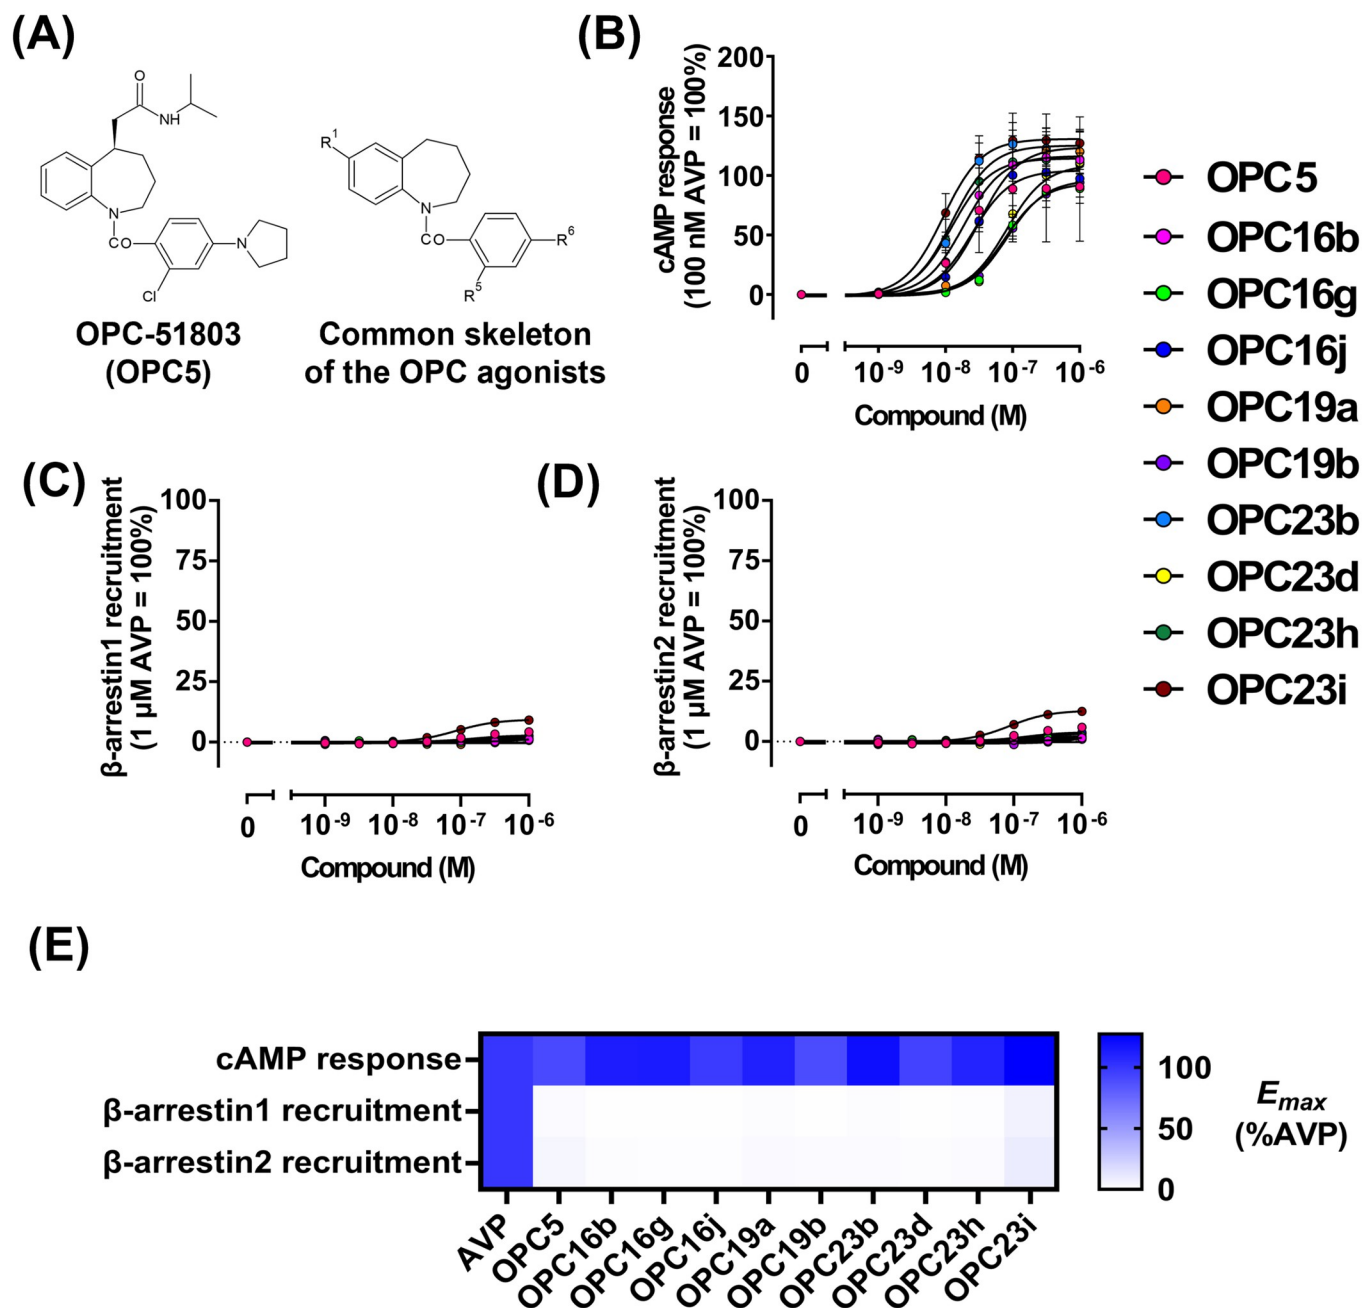 (A)
O
NH
N
CO
N
Cl
OPC-51803
(OPC5)
R1
N
CO
R6
R5
Common skeleton
of the OPC agonists
(B)
cAMP response
(100 nM AVP = 100%)
200
150
100
50
0
0
10-9
10-8
10-7
10-6
Compound (M)
OPC5
OPC16b
OPC16g
OPC16j
OPC19a
OPC19b
OPC23b
OPC23d
OPC23h
OPC23i
(C)
β-arrestin1 recruitment
(1 μM AVP = 100%)
100
75
50
25
0
0
10-9
10-8
10-7
10-6
Compound (M)
(D)
β-arrestin2 recruitment
(1 μM AVP = 100%)
100
75
50
25
0
0
10-9
10-8
10-7
10-6
Compound (M)
(E)
cAMP response
β-arrestin1 recruitment
β-arrestin2 recruitment
AVP
OPC5
OPC16b
OPC16g
OPC16j
OPC19a
OPC19b
OPC23b
OPC23d
OPC23h
OPC23i
100
50
0
Emax
(%AVP)